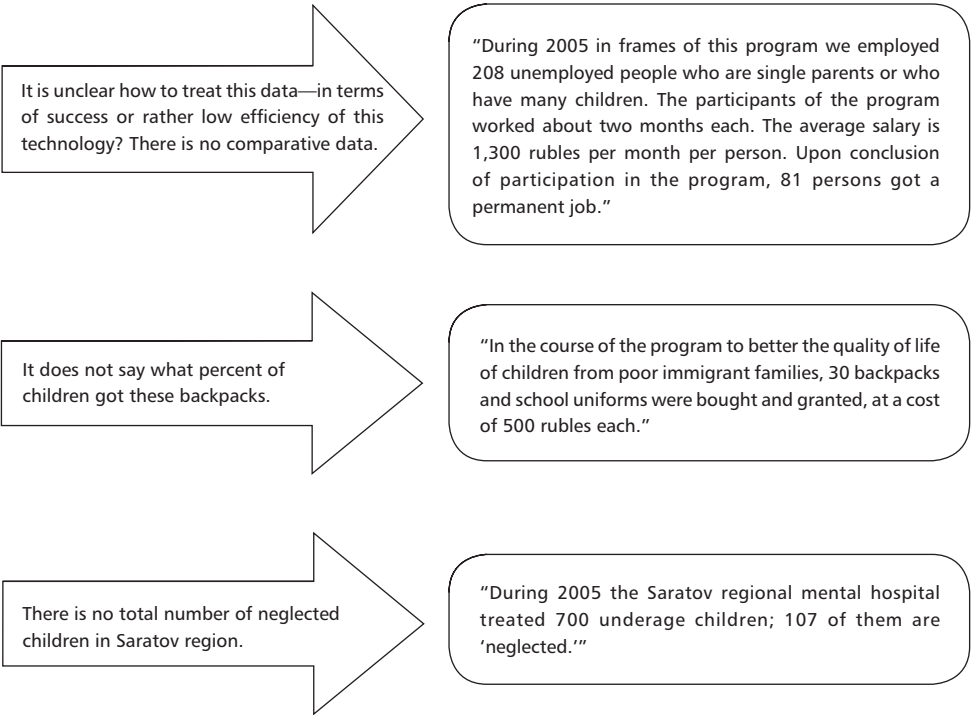 It is unclear how to treat this data—in terms
of success or rather low efficiency of this
technology? There is no comparative data.
“During 2005 in frames of this program we employed
208 unemployed people who are single parents or who
have many children. The participants of the program
worked about two months each. The average salary is
1,300 rubles per month per person. Upon conclusion
of participation in the program, 81 persons got a
permanent job.”
It does not say what percent of
children got these backpacks.
“In the course of the program to better the quality of life
of children from poor immigrant families, 30 backpacks
and school uniforms were bought and granted, at a cost
of 500 rubles each.”
There is no total number of neglected
children in Saratov region.
“During 2005 the Saratov regional mental hospital
treated 700 underage children; 107 of them are
‘neglected.’”